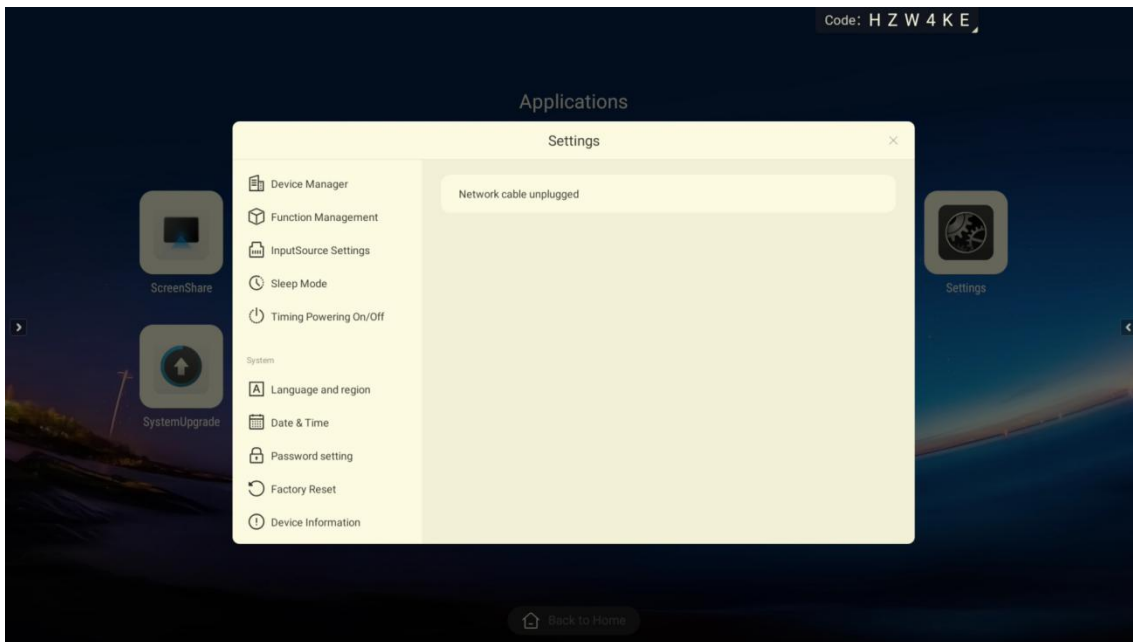 Code: H Z W 4 K E
Applications
Settings
Device Manager
Network cable unplugged
Function Management
InputSource Settings
Sleep Mode
Timing Powering On/Off
System
Language and region
Date & Time
Password setting
Factory Reset
Device Information
ScreenShare
Settings
SystemUpgrade
Back to Home